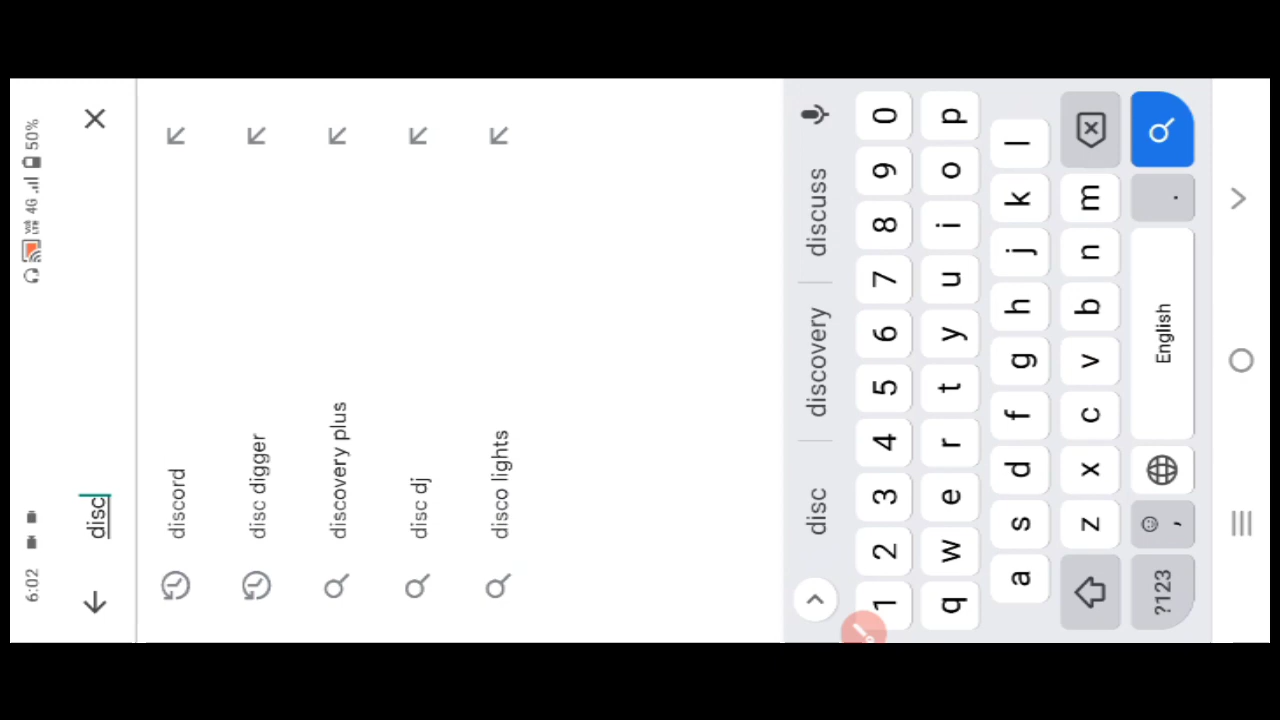 6:02 4G 50%
disc
discord
disc digger
discovery plus
disc dj
disco lights
disc discovery discuss
1 2 3 4 5 6 7 8 9 0
q w e r t y u i o p
a s d f g h j k l
z x c v b n m
?123 , English .